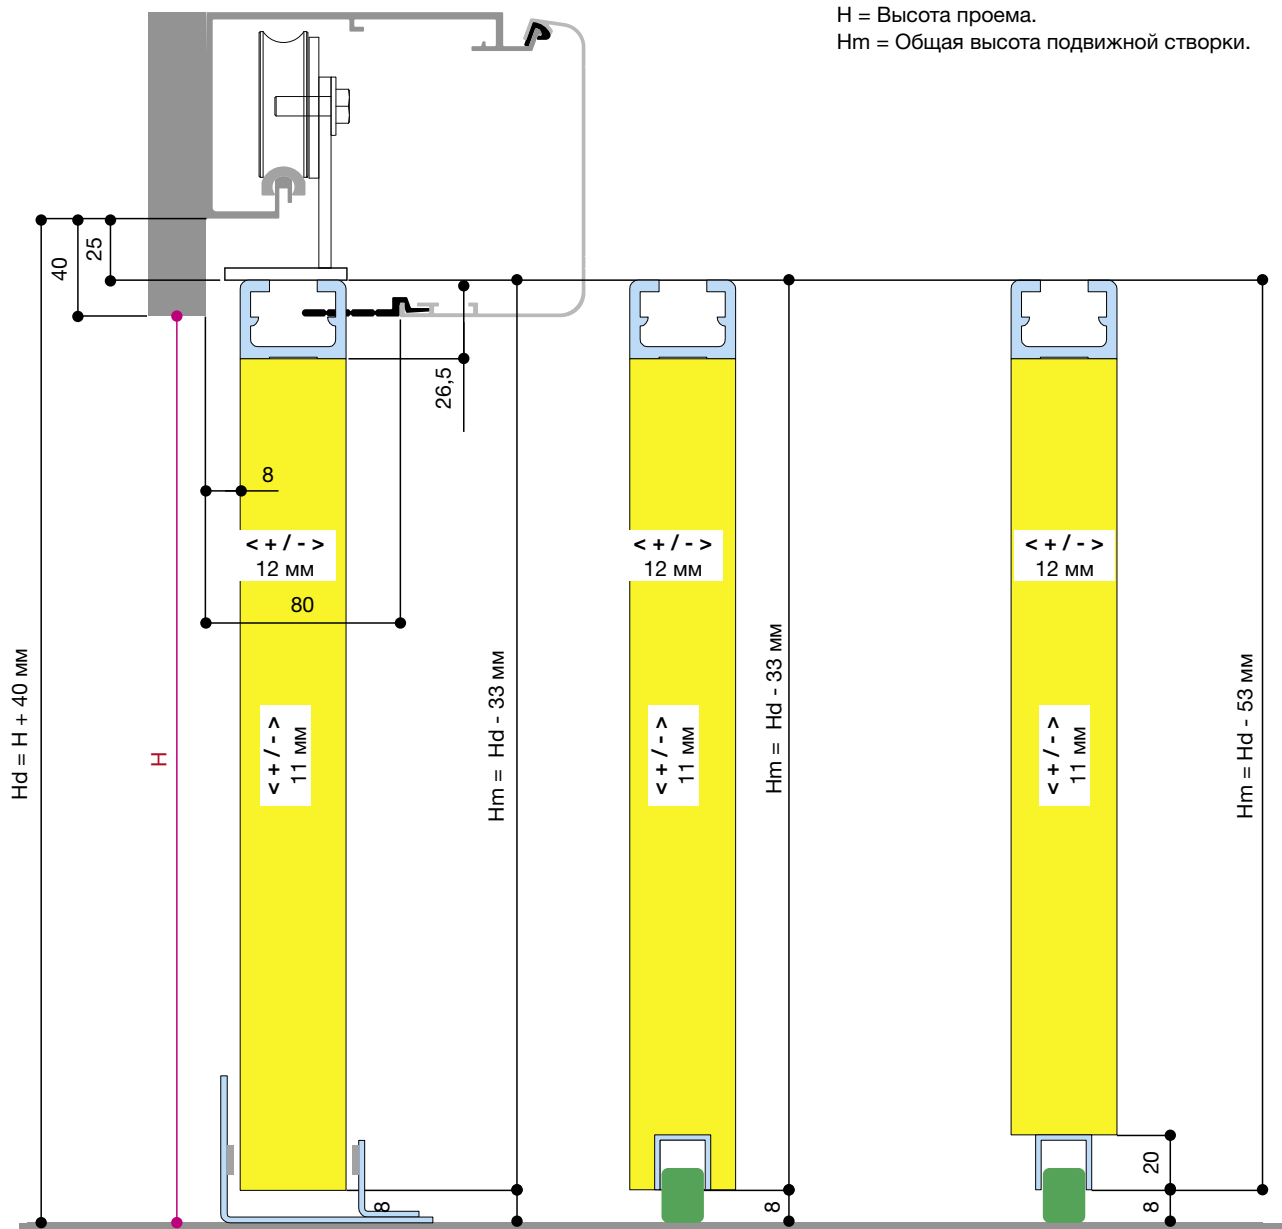 H = Высота проема.
Hm = Общая высота подвижной створки.
40
25
26,5
8
< + / - >
12 мм
80
< + / - >
12 мм
< + / - >
12 мм
Hd = H + 40 мм
H
< + / - >
11 мм
Hm = Hd - 33 мм
< + / - >
11 мм
Hm = Hd - 33 мм
< + / - >
11 мм
Hm = Hd - 53 мм
20
8
8
8